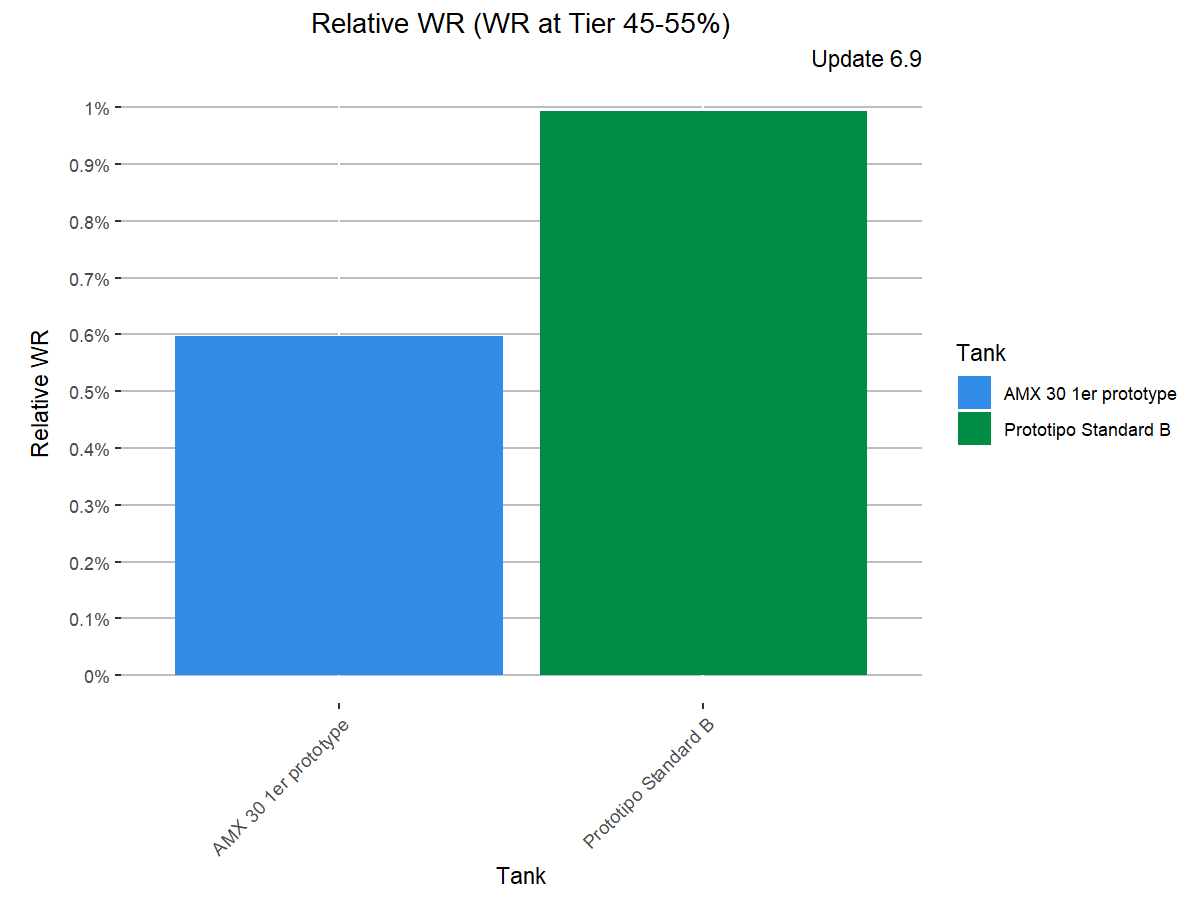 Relative WR (WR at Tier 45-55%)
Update 6.9
Relative WR
1%
0.9%
0.8%
0.7%
0.6%
0.5%
0.4%
0.3%
0.2%
0.1%
0%
AMX 30 1er prototype
Prototipo Standard B
Tank
Tank
AMX 30 1er prototype
Prototipo Standard B